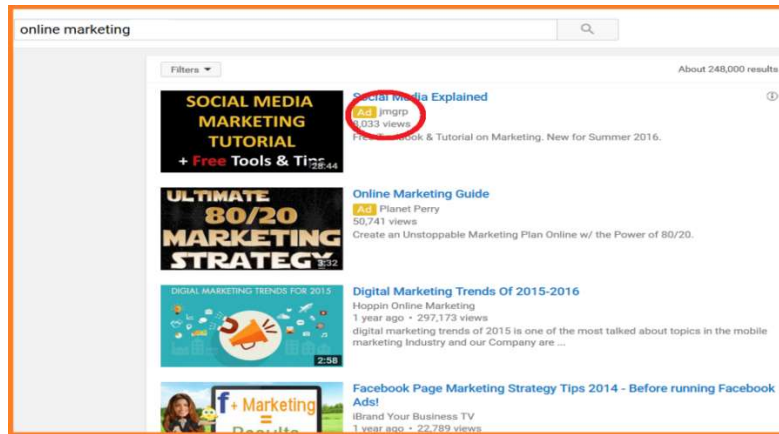 online marketing
Filters
About 248,000 results
SOCIAL MEDIA
MARKETING
TUTORIAL
+ Free Tools & Tips
28:44
Social Media Explained
Ad jmgrp
8,033 views
Free Textbook & Tutorial on Marketing. New for Summer 2016.
ULTIMATE
80/20
MARKETING
STRATEGY
3:32
Online Marketing Guide
Ad Planet Perry
50,741 views
Create an Unstoppable Marketing Plan Online w/ the Power of 80/20.
DIGIAL MARKETING TRENDS FOR 2015
2:58
Digital Marketing Trends Of 2015-2016
Hoppin Online Marketing
1 year ago • 297,173 views
digital marketing trends of 2015 is one of the most talked about topics in the mobile
marketing Industry and our Company are ...
f + Marketing
=
Results
Facebook Page Marketing Strategy Tips 2014 - Before running Facebook
Ads!
iBrand Your Business TV
1 year ago • 22,789 views